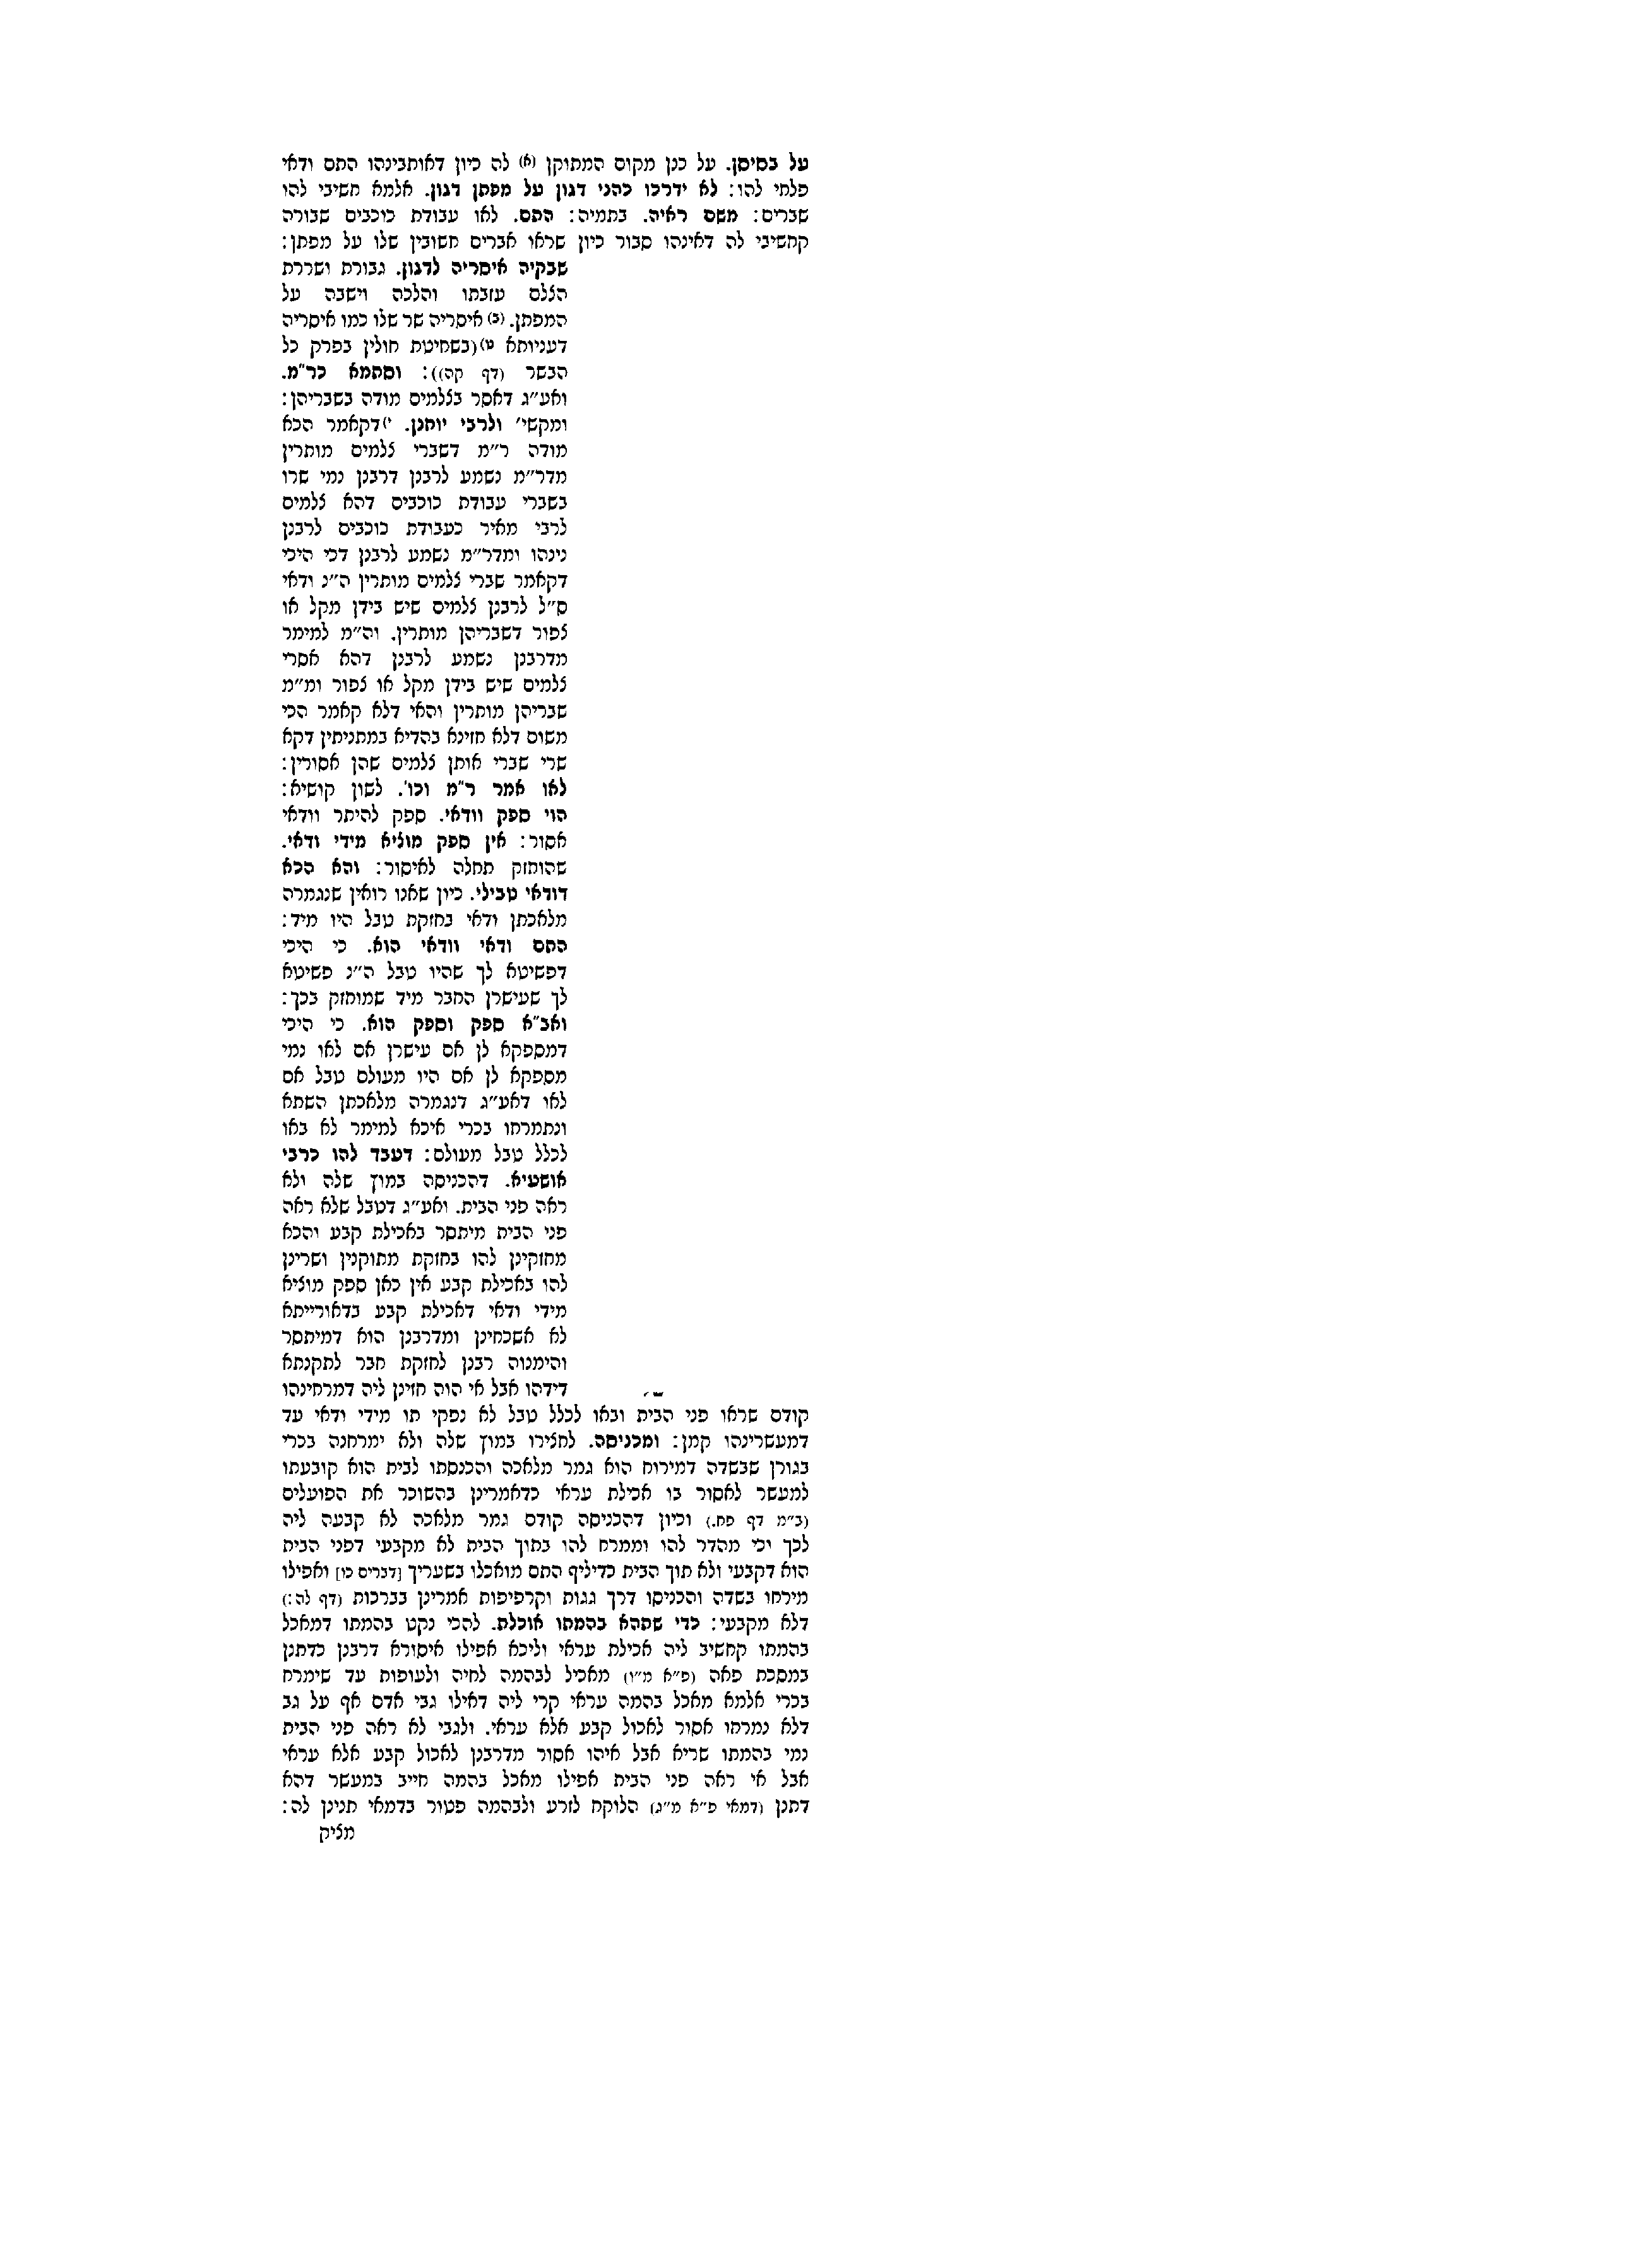 על בסיסן. על כנן מקום המתוקן (א) לה כיון דאותבינהו התם ודאי
פלחי להו: לא ידרכו כהני דגון על מפתן דגון. אלמא חשיבי להו
שברים: משם ראיה. בתמיה: התם. לאו עבודת כוכבים שבורה
קחשיבי לה דאינהו סבור כיון שראו אברים חשובין שלו על מפתן:
שבקיה איסריה לדגון. גבורת ושררת
הצלם עזבתו והלכה וישבה על
המפתן. (ב) איסריה שר שלו כמו איסריה
דעניותא ט) (בשחיטת חולין בפרק כל
הבשר (דף קה)): וסתמא כר״מ.
ואע״ג דאסר בצלמים מודה בשבריהן:
ומקשי׳ ולרבי יוחנן. י) דקאמר הכא
מודה ר״מ דשברי צלמים מותרין
מדר״מ נשמע לרבנן דרבנן נמי שרו
בשברי עבודת כוכבים דהא צלמים
לרבי מאיר כעבודת כוכבים לרבנן
נינהו ומדר״מ נשמע לרבנן דכי היכי
דקאמר שברי צלמים מותרין ה״נ ודאי
ס״ל לרבנן צלמים שיש בידן מקל או
צפור דשבריהן מותרין. וה״מ למימר
מדרבנן נשמע לרבנן דהא אסרי
צלמים שיש בידן מקל או צפור ומ״מ
שבריהן מותרין והאי דלא קאמר הכי
משום דלא חזינא בהדיא במתניתין דקא
שרי שברי אותן צלמים שהן אסורין:
לאו אמר ר״מ וכו'. לשון קושיא:
הוי ספק וודאי. ספק להיתר וודאי
אסור: אין ספק מוציא מידי ודאי.
שהוחזק תחלה לאיסור: והא הכא
דודאי טבילי. כיון שאנו רואין שנגמרה
מלאכתן ודאי בחזקת טבל היו מיד:
התם ודאי וודאי הוא. כי היכי
דפשיטא לך שהיו טבל ה״נ פשיטא
לך שעישרן החבר מיד שמוחזק בכך:
ואב״א ספק וספק הוא. כי היכי
דמספקא לן אם עישרן אם לאו נמי
מספקא לן אם היו מעולם טבל אם
לאו דאע״ג דנגמרה מלאכתן השתא
ונתמרחו בכרי איכא למימר לא באו
לכלל טבל מעולם: דעבד להו כרבי
אושעיא. דהכניסה במוץ שלה ולא
ראה פני הבית. ואע״ג דטבל שלא ראה
פני הבית מיתסר באכילת קבע והכא
מחזקינן להו בחזקת מתוקנין ושרינן
להו באכילת קבע אין כאן ספק מוציא
מידי ודאי דאכילת קבע בדאורייתא
לא אשכחינן ומדרבנן הוא דמיתסר
והימנוה רבנן לחזקת חבר לתקנתא
דידהו אבל אי הוה חזינן ליה דמרחינהו
קודם שראו פני הבית ובאו לכלל טבל לא נפקי תו מידי ודאי עד
דמעשרינהו קמן: ומכניסה. לחצירו במוץ שלה ולא ימרחנה בכרי
בגורן שבשדה דמירוח הוא גמר מלאכה והכנסתו לבית הוא קובעתו
למעשר לאסור בו אכילת עראי כדאמרינן בהשוכר את הפועלים
(ב״מ דף פח.) וכיון דהכניסה קודם גמר מלאכה לא קבעה ליה
לכך וכי מהדר להו וממרח להו בתוך הבית לא מקבעי דפני הבית
הוא דקבעי ולא תוך הבית כדיליף התם מואכלו בשעריך [דברים כו] ואפילו
מירחו בשדה והכניסו דרך גגות וקרפיפות אמרינן בברכות (דף לה:)
דלא מקבעי: כדי שתהא בהמתו אוכלת. להכי נקט בהמתו דמאכל
בהמתו קחשיב ליה אכילת עראי וליכא אפילו איסורא דרבנן כדתנן
במסכת פאה (פ״א מ״ו) מאכיל לבהמה לחיה ולעופות עד שימרח
בכרי אלמא מאכל בהמה עראי קרי ליה דאילו גבי אדם אף על גב
דלא נמרחו אסור לאכול קבע אלא עראי. ולגבי לא ראה פני הבית
נמי בהמתו שריא אבל איהו אסור מדרבנן לאכול קבע אלא עראי
אבל אי ראה פני הבית אפילו מאכל בהמה חייב במעשר דהא
דתנן (דמאי פ״א מ״ג) הלוקח לזרע ולבהמה פטור בדמאי תנינן לה:
מציק